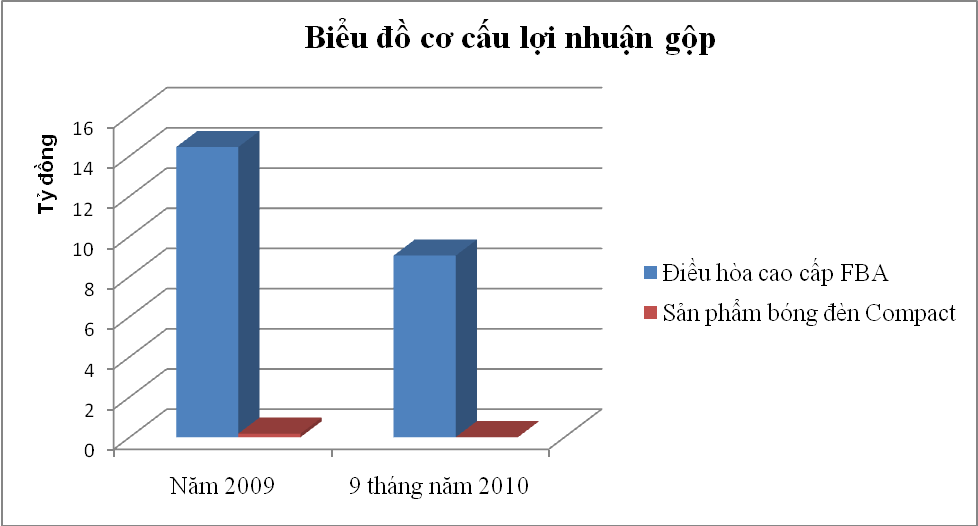 Biểu đồ cơ cấu lợi nhuận gộp
Tỷ đồng
16
14
12
10
8
6
4
2
0
Năm 2009
9 tháng năm 2010
Điều hòa cao cấp FBA
Sản phẩm bóng đèn Compact